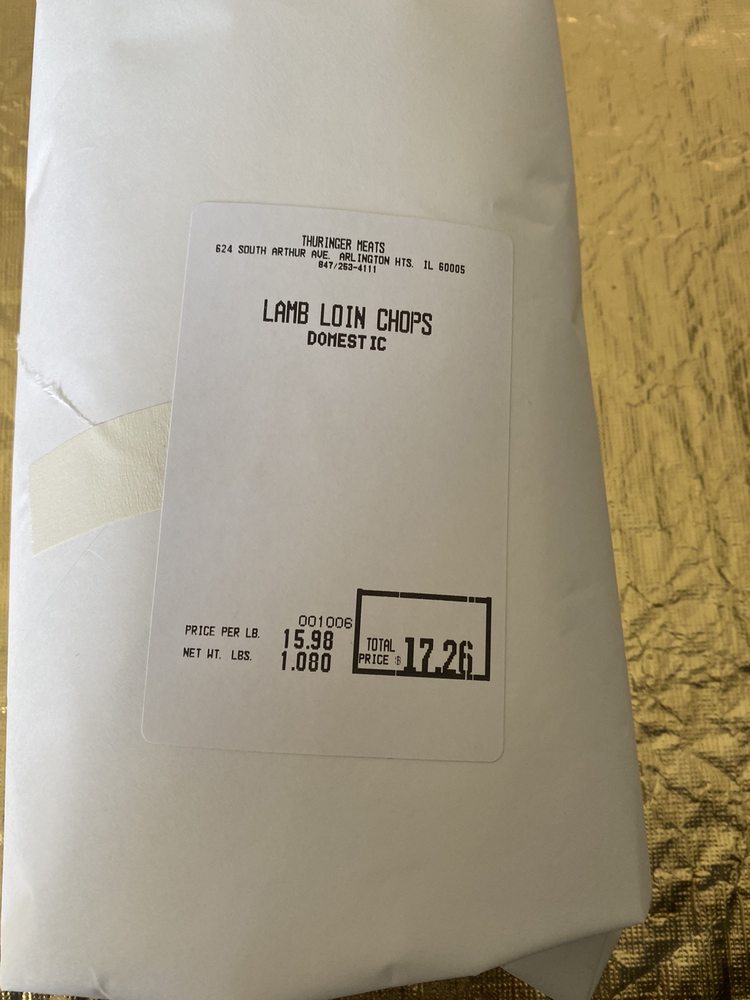 THURINGER MEATS
624 SOUTH ARTHUR AVE. ARLINGTON HTS. IL 60005
847/253-4111
LAMB LOIN CHOPS
DOMESTIC
001006
PRICE PER LB. 15.98
NET WT. LBS. 1.080
TOTAL PRICE $ 17.26